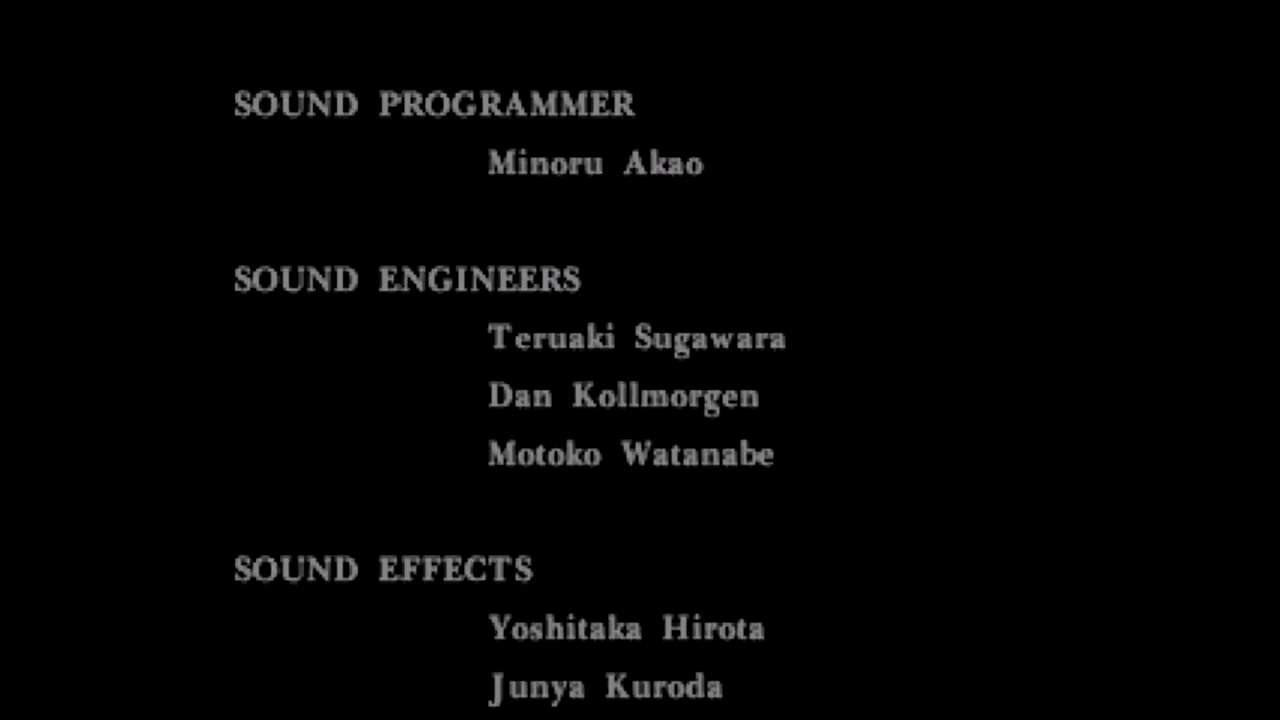 SOUND PROGRAMMER
Minoru Akao
SOUND ENGINEERS
Teruaki Sugawara
Dan Kollmorgen
Motoko Watanabe
SOUND EFFECTS
Yoshitaka Hirota
Junya Kuroda